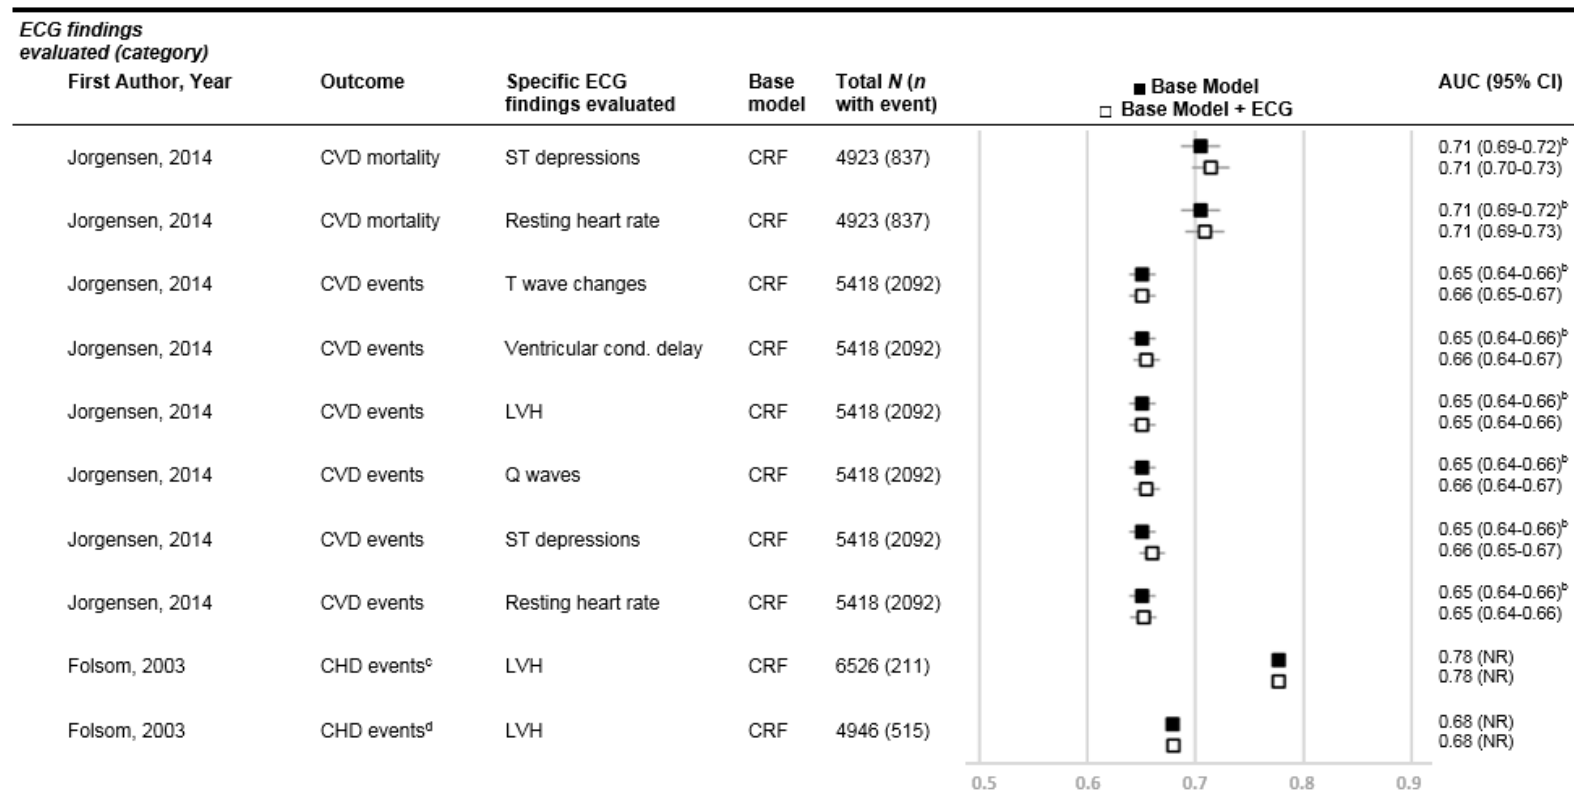 ECG findings
evaluated (category)
First Author, Year Outcome Specific ECG findings evaluated Base model Total N (n with event) ■ Base Model □ Base Model + ECG AUC (95% CI)
Jorgensen, 2014 CVD mortality ST depressions CRF 4923 (837) 0.71 (0.69-0.72)ᵇ
0.71 (0.70-0.73)
Jorgensen, 2014 CVD mortality Resting heart rate CRF 4923 (837) 0.71 (0.69-0.72)ᵇ
0.71 (0.69-0.73)
Jorgensen, 2014 CVD events T wave changes CRF 5418 (2092) 0.65 (0.64-0.66)ᵇ
0.66 (0.65-0.67)
Jorgensen, 2014 CVD events Ventricular cond. delay CRF 5418 (2092) 0.65 (0.64-0.66)ᵇ
0.66 (0.64-0.67)
Jorgensen, 2014 CVD events LVH CRF 5418 (2092) 0.65 (0.64-0.66)ᵇ
0.65 (0.64-0.66)
Jorgensen, 2014 CVD events Q waves CRF 5418 (2092) 0.65 (0.64-0.66)ᵇ
0.66 (0.64-0.67)
Jorgensen, 2014 CVD events ST depressions CRF 5418 (2092) 0.65 (0.64-0.66)ᵇ
0.66 (0.65-0.67)
Jorgensen, 2014 CVD events Resting heart rate CRF 5418 (2092) 0.65 (0.64-0.66)ᵇ
0.65 (0.64-0.66)
Folsom, 2003 CHD eventsᶜ LVH CRF 6526 (211) 0.78 (NR)
0.78 (NR)
Folsom, 2003 CHD eventsᵈ LVH CRF 4946 (515) 0.68 (NR)
0.68 (NR)
0.5 0.6 0.7 0.8 0.9